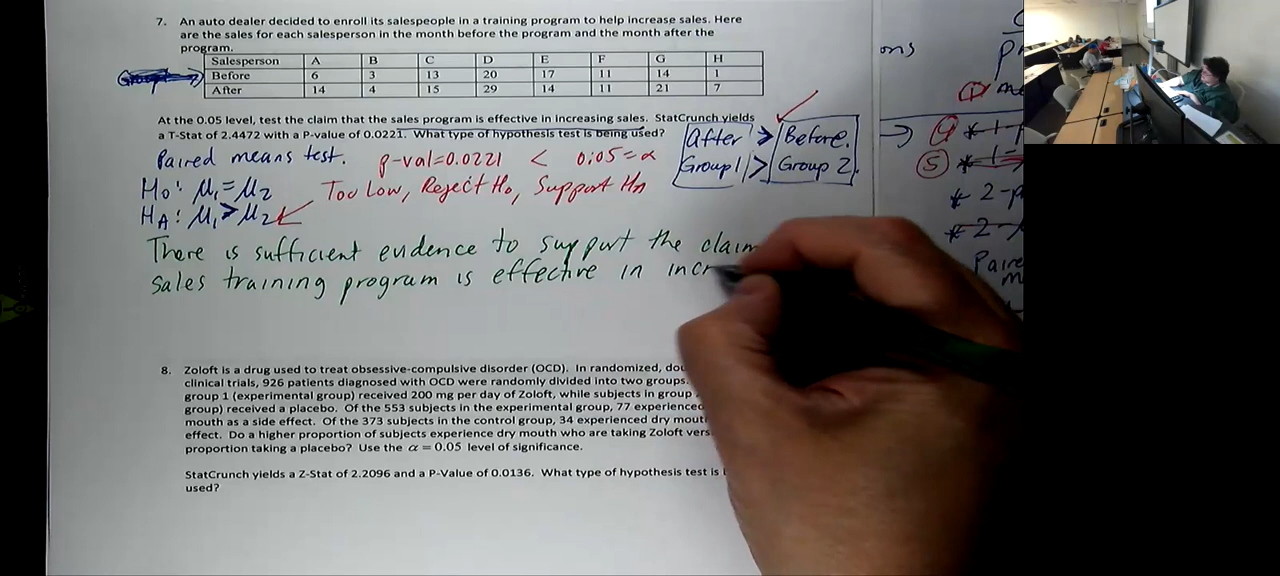 7. An auto dealer decided to enroll its salespeople in a training program to help increase sales. Here
are the sales for each salesperson in the month before the program and the month after the
program.
Salesperson A B C D E F G H
Before 6 3 13 20 17 11 14 1
After 14 4 15 29 14 11 21 7
At the 0.05 level, test the claim that the sales program is effective in increasing sales. StatCrunch yields
a T-Stat of 2.4472 with a P-value of 0.0221. What type of hypothesis test is being used?
Paired means test. p-val=0.0221 < 0.05=α
After > Before.
Group 1 > Group 2.
H₀: μ₁=μ₂ Too Low, Reject H₀, Support Hₐ
HA: μ₁>μ₂
There is sufficient evidence to support the claim
sales training program is effective in incr
8. Zoloft is a drug used to treat obsessive-compulsive disorder (OCD). In randomized,
clinical trials, 926 patients diagnosed with OCD were randomly divided into two groups.
group 1 (experimental group) received 200 mg per day of Zoloft, while subjects in group
group) received a placebo. Of the 553 subjects in the experimental group, 77 experienced
mouth as a side effect. Of the 373 subjects in the control group, 34 experienced dry
effect. Do a higher proportion of subjects experience dry mouth who are taking Zoloft
proportion taking a placebo? Use the α = 0.05 level of significance.
StatCrunch yields a Z-Stat of 2.2096 and a P-Value of 0.0136. What type of hypothesis test is
used?
ons
① me
④
⑤
* 2-p